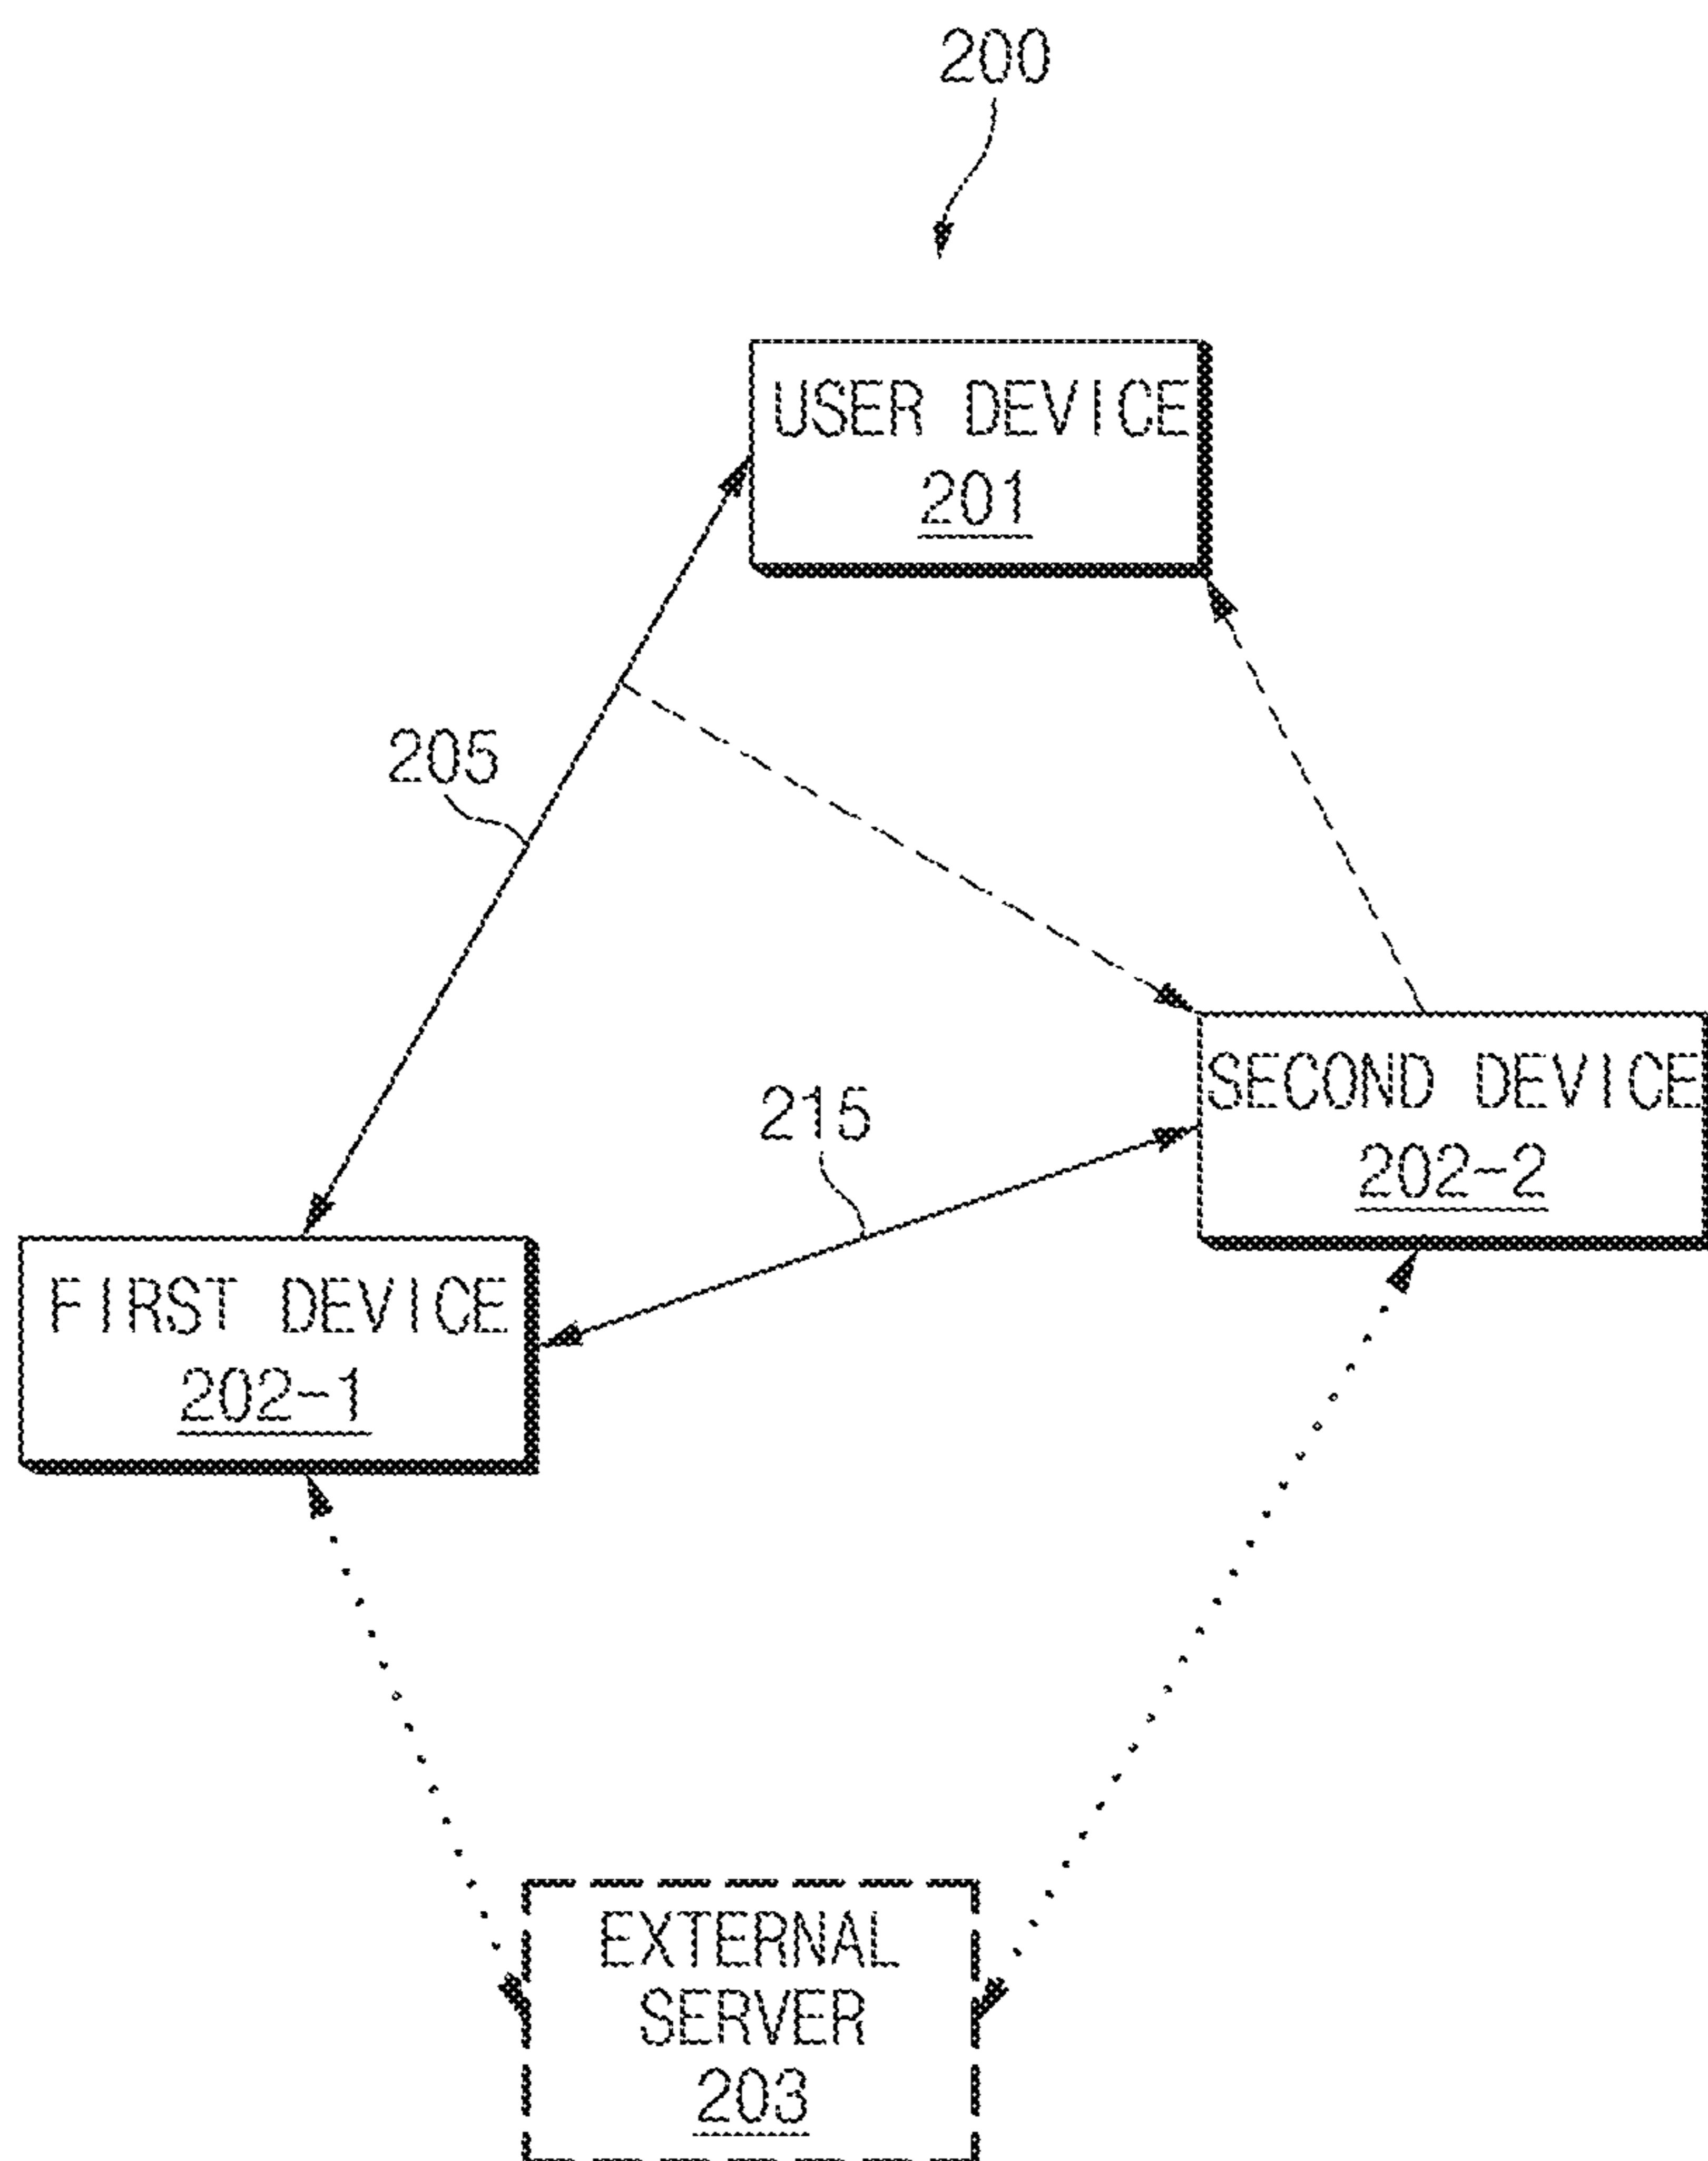 200
USER DEVICE
201
205
SECOND DEVICE
202-2
215
FIRST DEVICE
202-1
EXTERNAL
SERVER
203